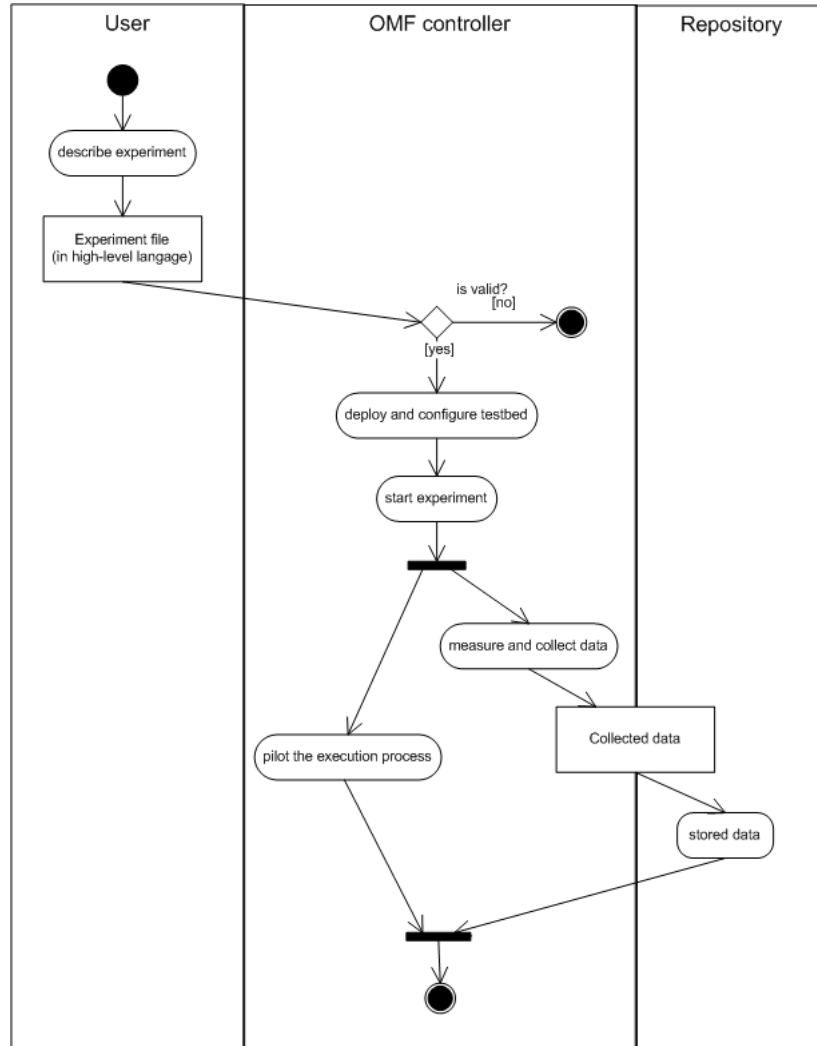 User
OMF controller
Repository
describe experiment
Experiment file
(in high-level langage)
is valid?
[no]
[yes]
deploy and configure testbed
start experiment
measure and collect data
Collected data
pilot the execution process
stored data